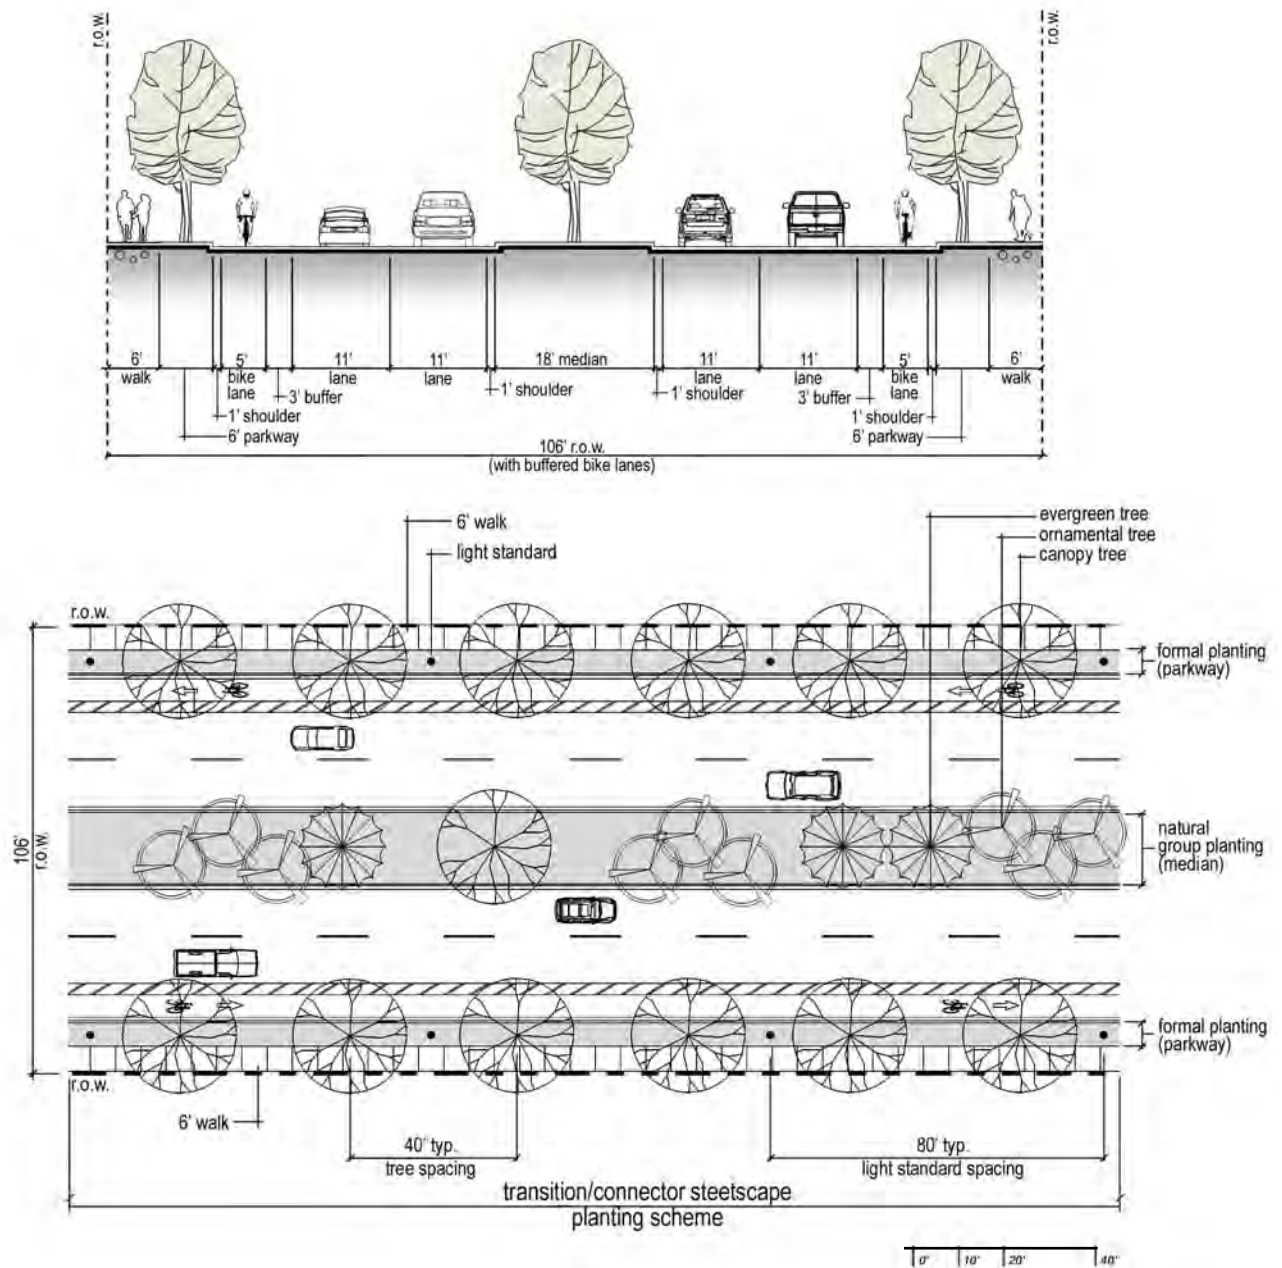 r.o.w.
r.o.w.
6' 5' 11' 11' 18' median 11' 11' 5' 6'
walk bike lane lane lane lane bike walk
lane lane
3' buffer 1' shoulder 1' shoulder 3' buffer
1' shoulder 1' shoulder
6' parkway 6' parkway
106' r.o.w.
(with buffered bike lanes)
6' walk
light standard
evergreen tree
ornamental tree
canopy tree
r.o.w.
formal planting
(parkway)
natural
group planting
(median)
106'
r.o.w.
formal planting
(parkway)
r.o.w.
6' walk
40' typ.
tree spacing
80' typ.
light standard spacing
transition/connector steetscape
planting scheme
0' 10' 20' 40'